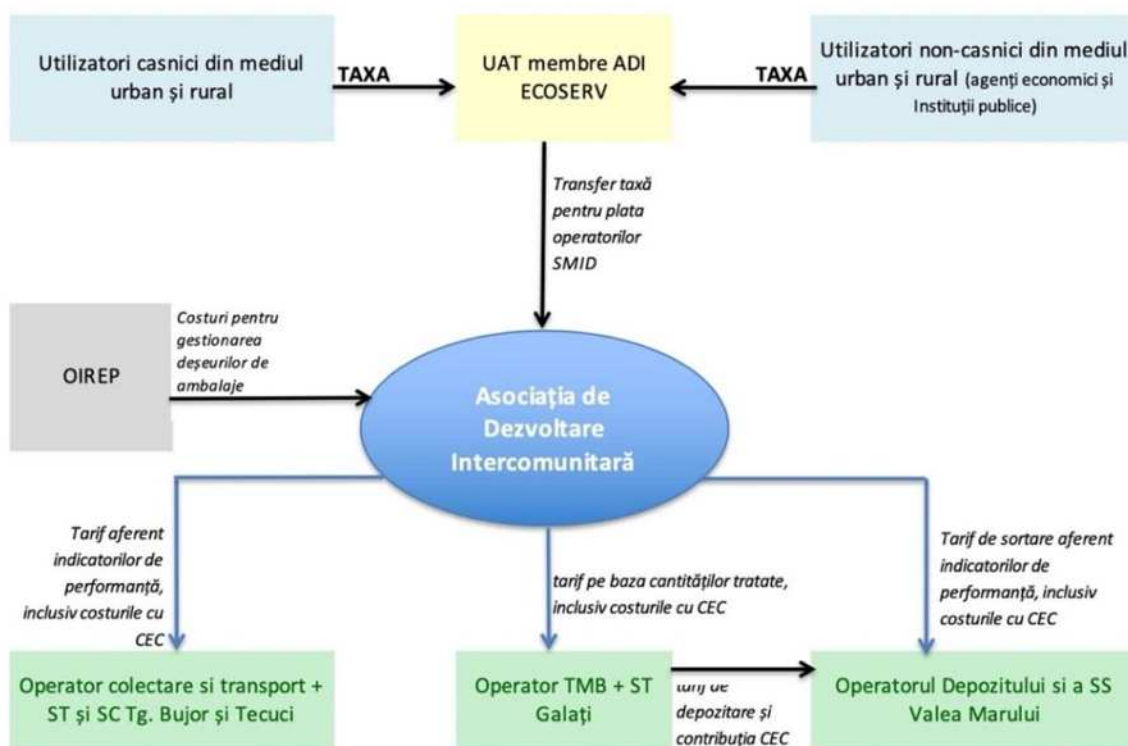 Utilizatori casnici din mediul
urban și rural
TAXA
UAT membre ADI
ECOSERV
TAXA
Utilizatori non-casnici din mediul
urban și rural (agenți economici și
Instituții publice)
Transfer taxă
pentru plata
operatorilor
SMID
OIREP
Costuri pentru
gestionarea
deșeurilor de
ambalaje
Asociația de
Dezvoltare
Intercomunitară
Tarif aferent
indicatorilor de
performanță,
inclusiv costurile cu
CEC
tarif pe baza cantităților tratate,
inclusiv costurile cu CEC
Tarif de sortare aferent
indicatorilor de
performanță, inclusiv
costurile cu CEC
Operator colectare si transport +
ST și SC Tg. Bujor și Tecuci
Operator TMB + ST
Galați
tarif de
depozitare și
contribuția CEC
Operatorul Depozitului si a SS
Valea Marului